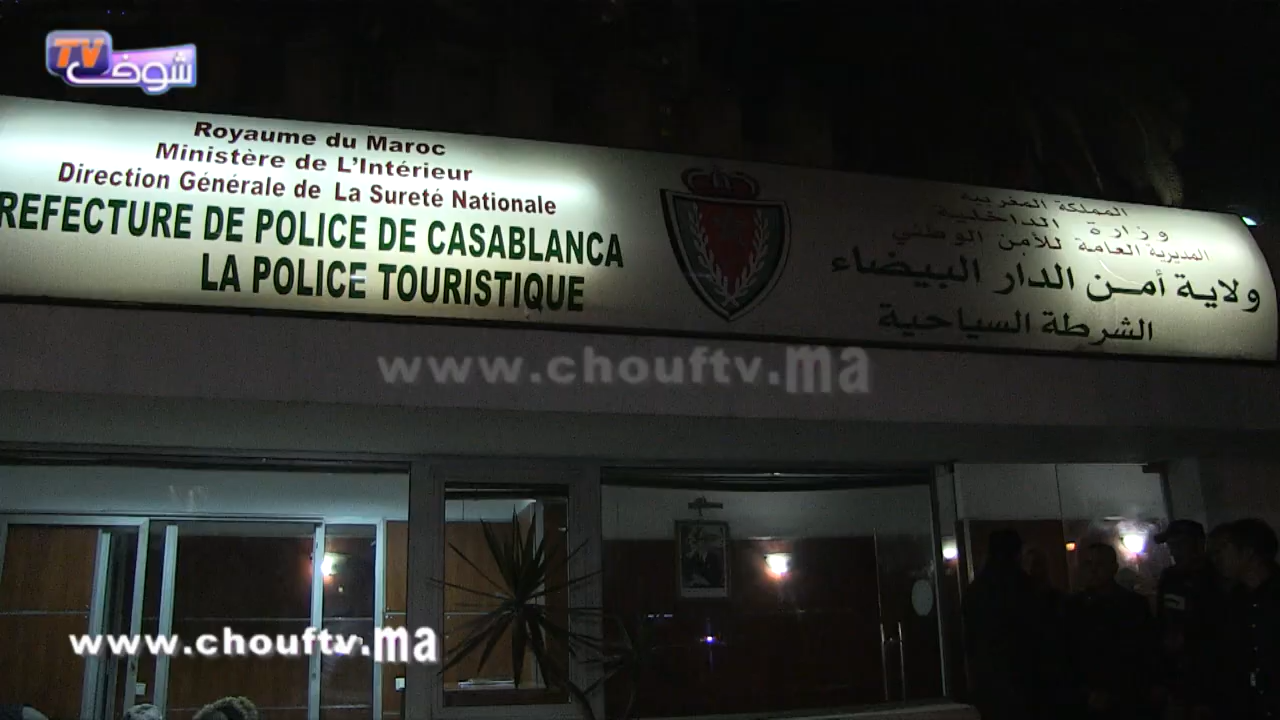 TV شوف
Royaume du Maroc
Ministère de L'Intérieur
Direction Générale de La Sureté Nationale
REFECTURE DE POLICE DE CASABLANCA
LA POLICE TOURISTIQUE
المملكة المغربية
وزارة الداخلية
المديرية العامة للأمن الوطني
ولاية أمن الدار البيضاء
الشرطة السياحية
www.chouftv.ma
www.chouftv.ma